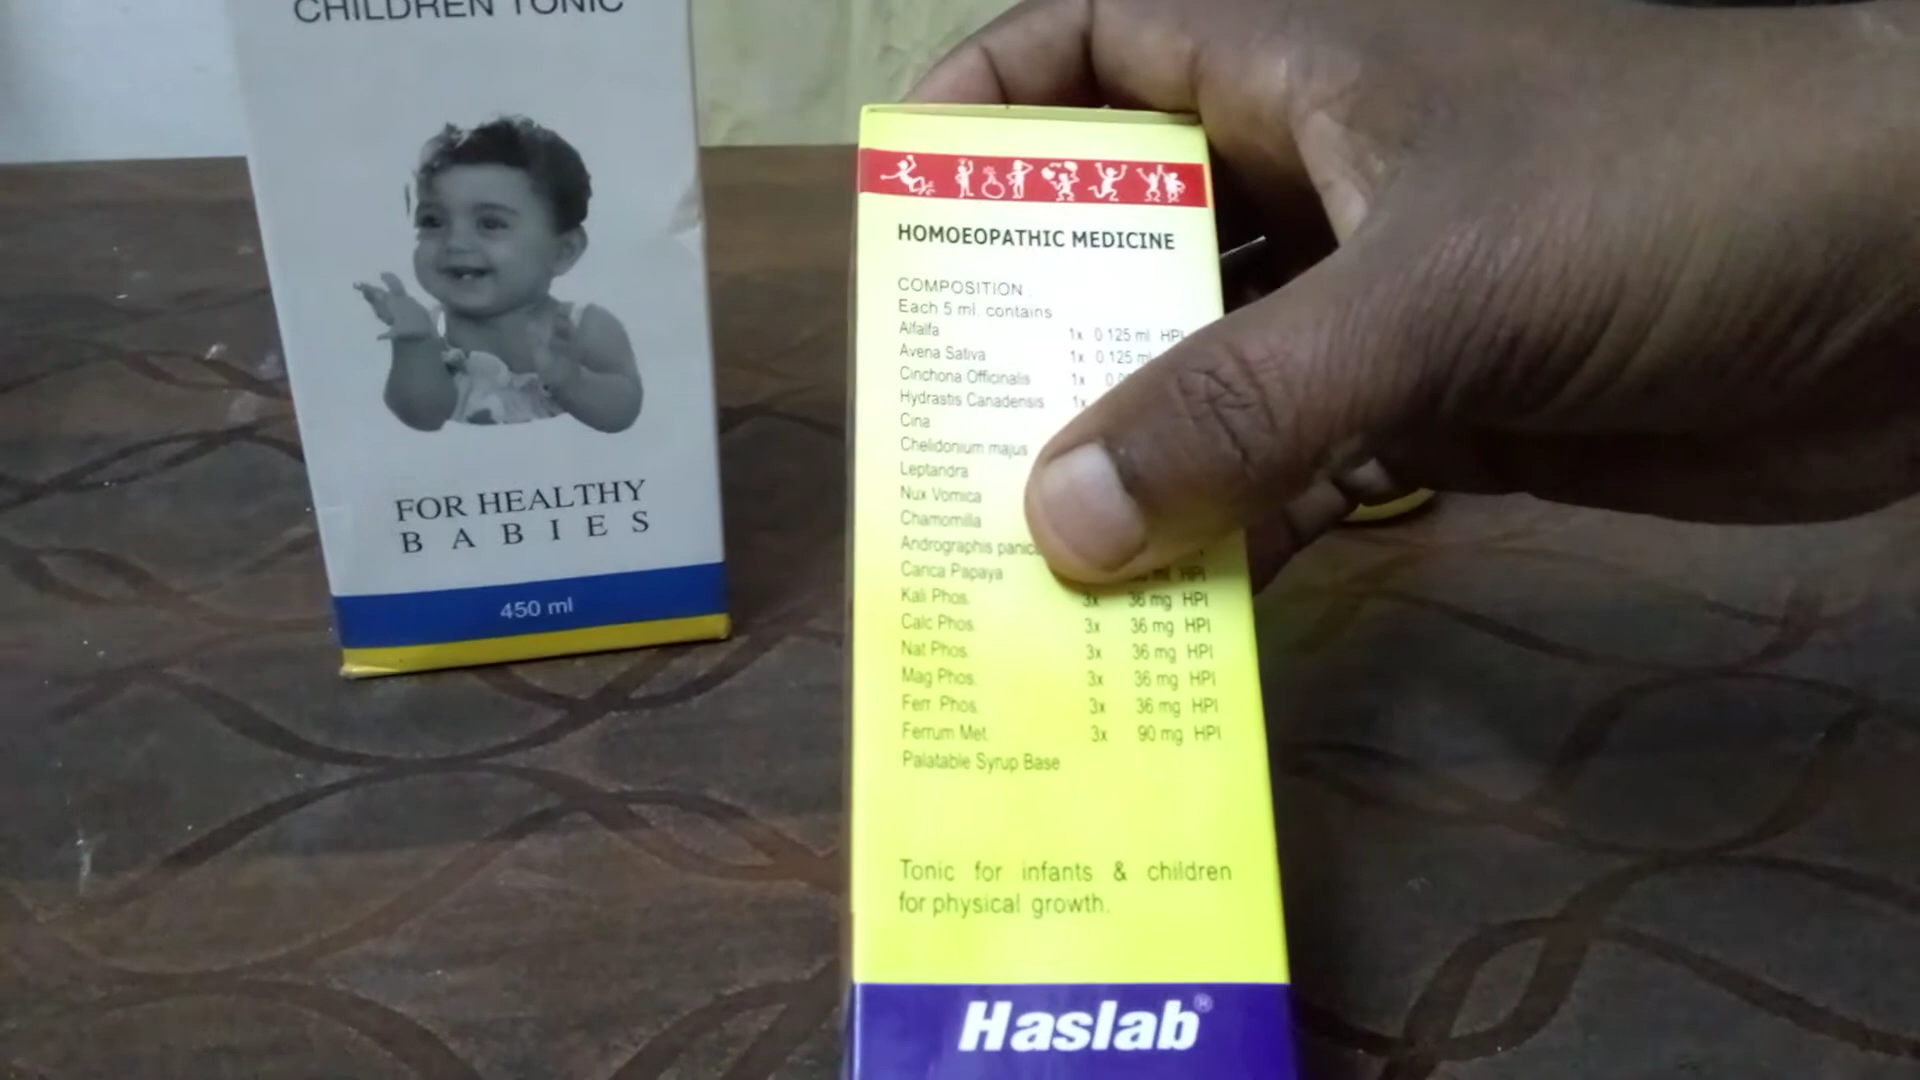 CHILDREN TONIC
FOR HEALTHY
BABIES
450 ml
HOMOEOPATHIC MEDICINE
COMPOSITION.
Each 5 ml. contains
Alfalfa 1x 0.125 ml HPI
Avena Sativa 1x 0.125 ml
Cinchona Officinalis 1x
Hydrastis Canadensis 1x
Cina
Chelidonium majus
Leptandra
Nux Vomica
Chamomilla
Andrographis
Carica Papaya ml HPI
Kali Phos. 3x 36 mg HPI
Calc Phos. 3x 36 mg HPI
Nat Phos. 3x 36 mg HPI
Mag Phos. 3x 36 mg HPI
Ferr. Phos. 3x 36 mg HPI
Ferrum Met. 3x 90 mg HPI
Palatable Syrup Base
Tonic for infants & children
for physical growth.
Haslab®